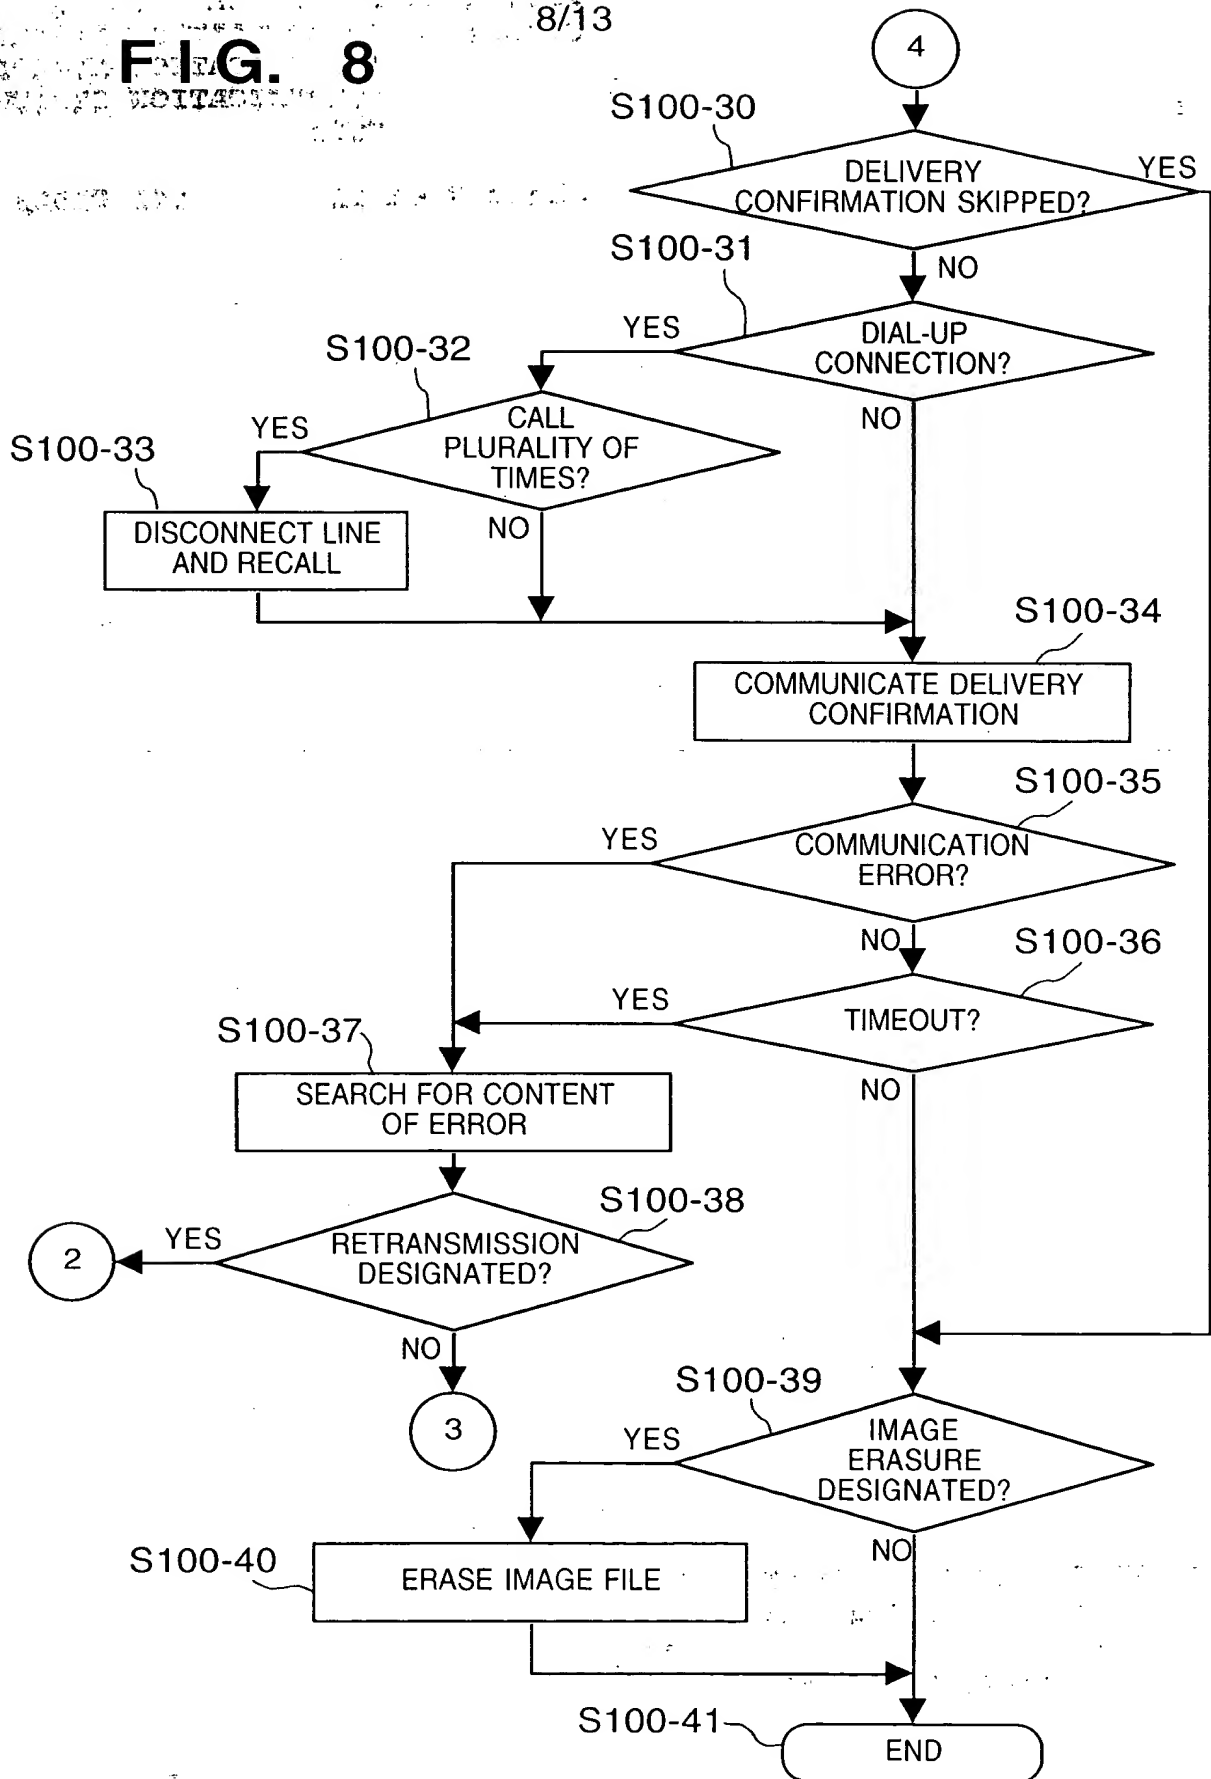 8/13
FIG. 8
4
S100-30
DELIVERY
CONFIRMATION SKIPPED?
YES
NO
S100-31
DIAL-UP
CONNECTION?
YES
NO
S100-32
CALL
PLURALITY OF
TIMES?
YES
NO
S100-33
DISCONNECT LINE
AND RECALL
S100-34
COMMUNICATE DELIVERY
CONFIRMATION
S100-35
COMMUNICATION
ERROR?
YES
NO
S100-36
TIMEOUT?
YES
NO
S100-37
SEARCH FOR CONTENT
OF ERROR
S100-38
RETRANSMISSION
DESIGNATED?
YES
2
NO
3
S100-39
IMAGE
ERASURE
DESIGNATED?
YES
NO
S100-40
ERASE IMAGE FILE
S100-41
END